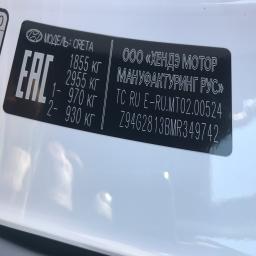 МОДЕЛЬ: CRETA
1855 КГ
2955 КГ
1- 970 КГ
2- 930 КГ
EAC
ООО «ХЕНДЭ МОТОР
МАНУФАКТУРИНГ РУС»
ТС RU E-RU.MT02.00524
Z94G2813BMR349742